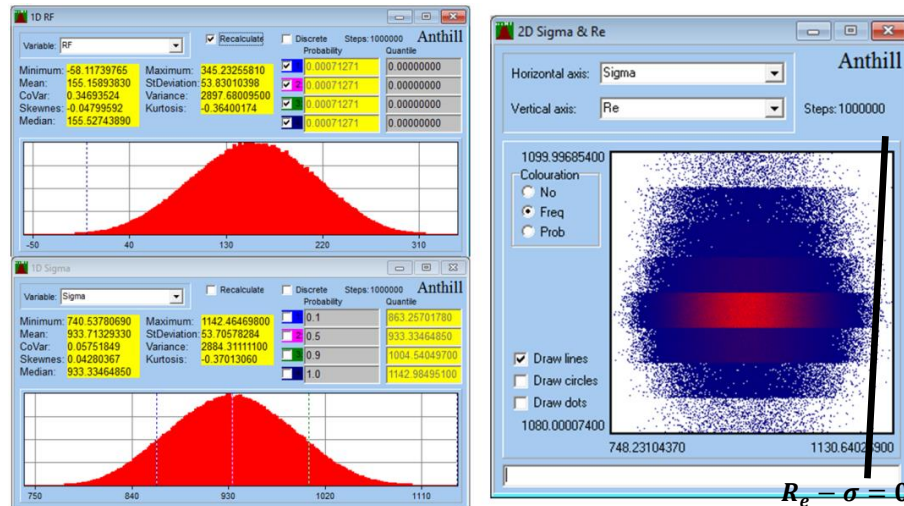 1D RF
Variable: RF
Recalculate
Discrete Steps: 1000000 Anthill
Probability Quantile
Minimum: -58.11739765 Maximum: 345.23255810
Mean: 155.15893830 StDeviation: 53.83010398
CoVar: 0.34693524 Variance: 2897.68009500
Skewnes: -0.04799592 Kurtosis: -0.36400174
Median: 155.52743890
0.00071271 0.00000000
0.00071271 0.00000000
0.00071271 0.00000000
0.00071271 0.00000000
-50 40 130 220 310
1D Sigma
Variable: Sigma
Recalculate
Discrete Steps: 1000000 Anthill
Probability Quantile
Minimum: 740.53780690 Maximum: 1142.46469800
Mean: 933.71329330 StDeviation: 53.70578284
CoVar: 0.05751849 Variance: 2884.31111100
Skewnes: 0.04280367 Kurtosis: -0.37013060
Median: 933.33464850
0.1 863.25701780
0.5 933.33464850
0.9 1004.54049700
1.0 1142.98495100
750 840 930 1020 1110
2D Sigma & Re
Anthill
Horizontal axis: Sigma
Vertical axis: Re
Steps: 1000000
1099.99685400
Colouration
No
Freq
Prob
Draw lines
Draw circles
Draw dots
1080.00007400
748.23104370
R_e − σ = 0